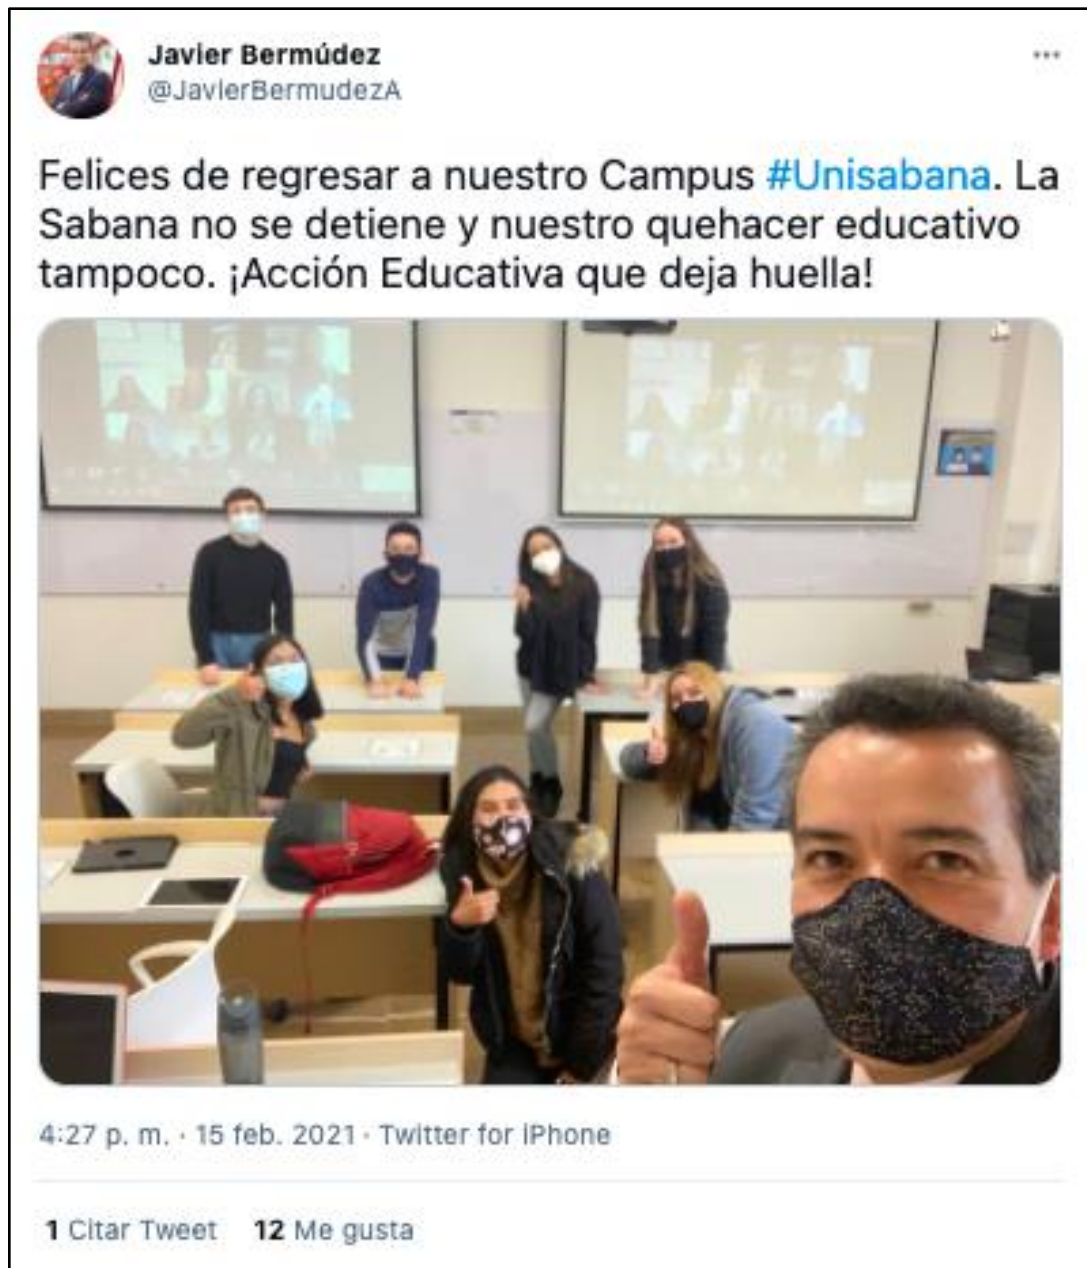 Javier Bermúdez
@JavierBermudezA
Felices de regresar a nuestro Campus #Unisabana. La
Sabana no se detiene y nuestro quehacer educativo
tampoco. ¡Acción Educativa que deja huella!
4:27 p. m. · 15 feb. 2021 · Twitter for iPhone
1 Citar Tweet 12 Me gusta